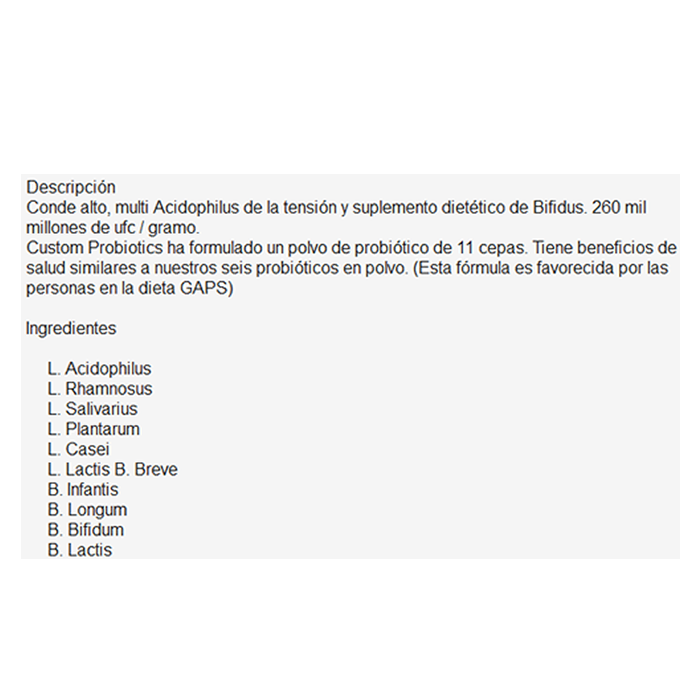 Descripción
Conde alto, multi Acidophilus de la tensión y suplemento dietético de Bifidus. 260 mil
millones de ufc / gramo.
Custom Probiotics ha formulado un polvo de probiótico de 11 cepas. Tiene beneficios de
salud similares a nuestros seis probióticos en polvo. (Esta fórmula es favorecida por las
personas en la dieta GAPS)
Ingredientes
L. Acidophilus
L. Rhamnosus
L. Salivarius
L. Plantarum
L. Casei
L. Lactis B. Breve
B. Infantis
B. Longum
B. Bifidum
B. Lactis